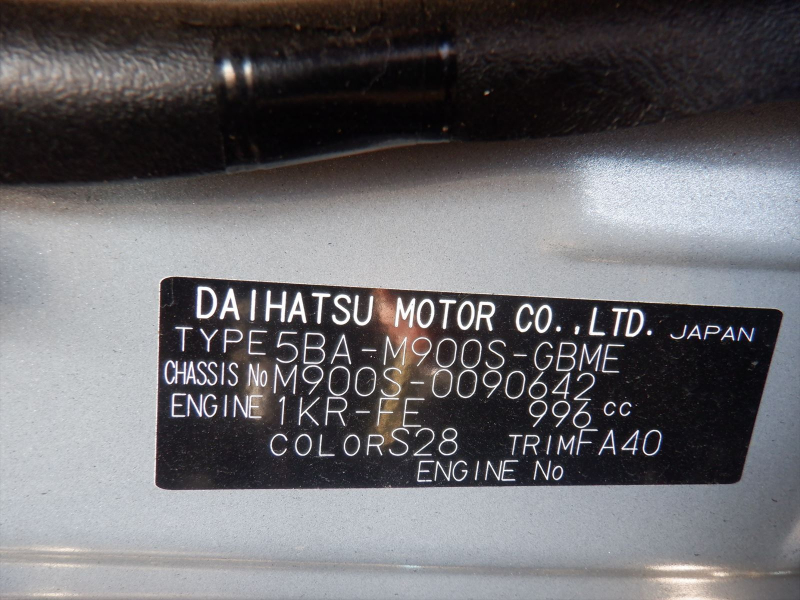 DAIHATSU MOTOR CO.,LTD. JAPAN
TYPE 5BA-M900S-GBME
CHASSIS No M900S-0090642
ENGINE 1KR-FE 996 cc
COLOR S28 TRIM FA40
ENGINE No